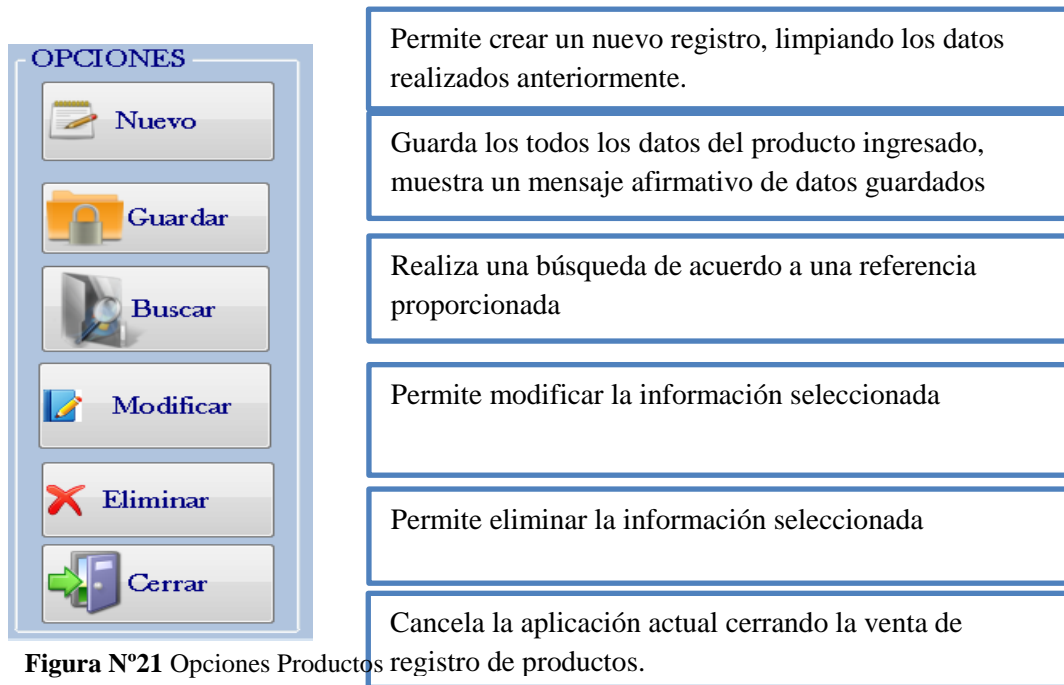 OPCIONES
Nuevo
Permite crear un nuevo registro, limpiando los datos
realizados anteriormente.
Guardar
Guarda los todos los datos del producto ingresado,
muestra un mensaje afirmativo de datos guardados
Buscar
Realiza una búsqueda de acuerdo a una referencia
proporcionada
Modificar
Permite modificar la información seleccionada
Eliminar
Permite eliminar la información seleccionada
Cerrar
Cancela la aplicación actual cerrando la venta de
registro de productos.
Figura Nº21 Opciones Productos